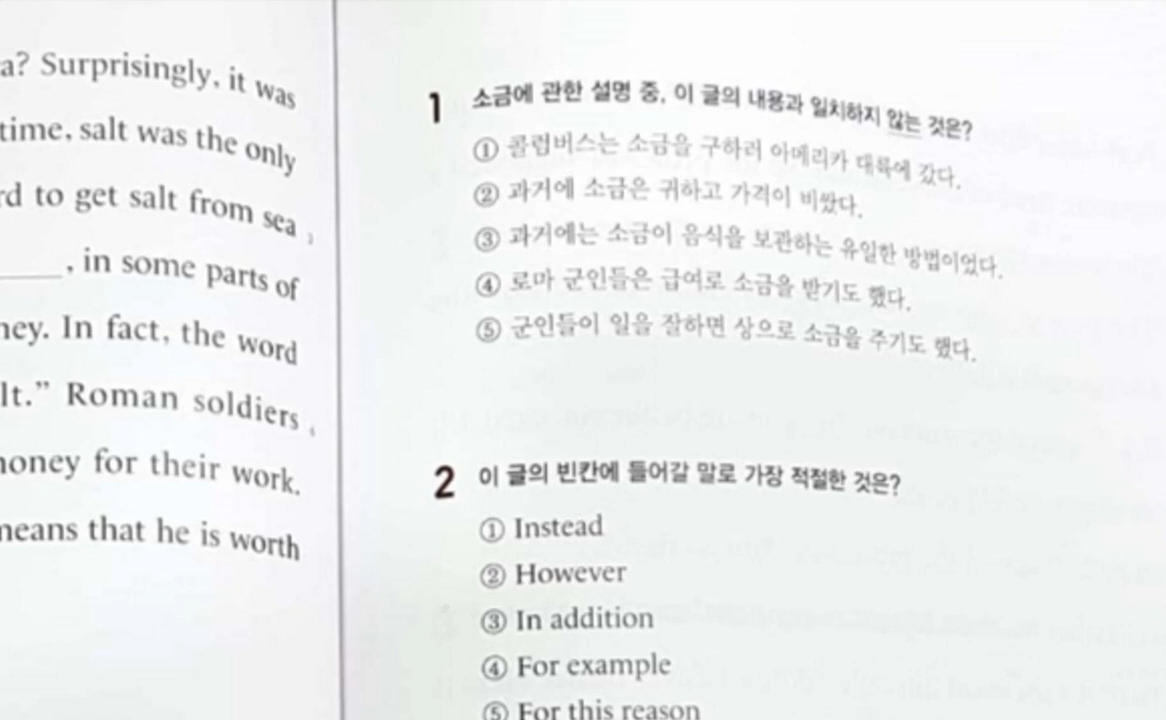 a? Surprisingly, it was
time, salt was the only
rd to get salt from sea
______, in some parts of
ney. In fact, the word
lt.” Roman soldiers
oney for their work.
neans that he is worth
1 소금에 관한 설명 중, 이 글의 내용과 일치하지 않는 것은?
① 콜럼버스는 소금을 구하러 아메리카 대륙에 갔다.
② 과거에 소금은 귀하고 가격이 비쌌다.
③ 과거에는 소금이 음식을 보관하는 유일한 방법이었다.
④ 로마 군인들은 급여로 소금을 받기도 했다.
⑤ 군인들이 일을 잘하면 상으로 소금을 주기도 했다.
2 이 글의 빈칸에 들어갈 말로 가장 적절한 것은?
① Instead
② However
③ In addition
④ For example
⑤ For this reason